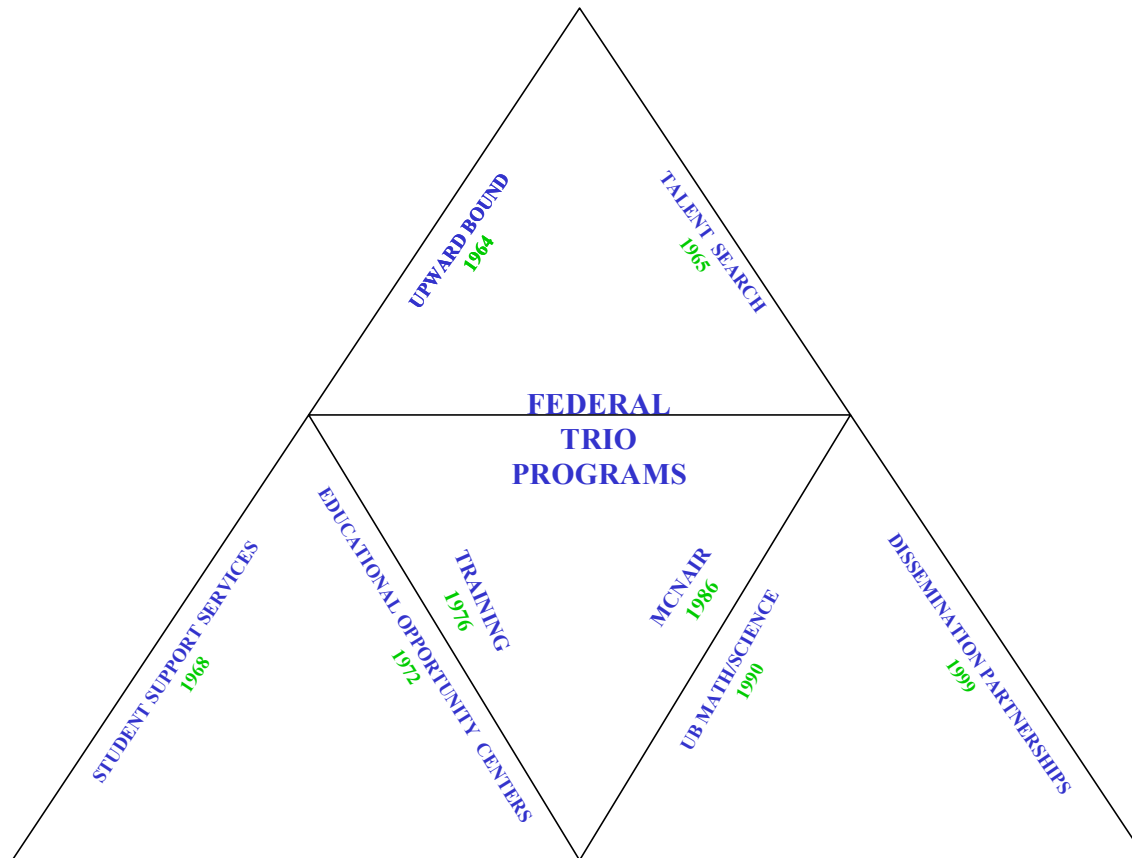 UPWARD BOUND
1964
TALENT SEARCH
1965
FEDERAL
TRIO
PROGRAMS
STUDENT SUPPORT SERVICES
1968
EDUCATIONAL OPPORTUNITY CENTERS
1972
TRAINING
1976
MCNAIR
1986
UB MATH/SCIENCE
1990
DISSEMINATION PARTNERSHIPS
1999